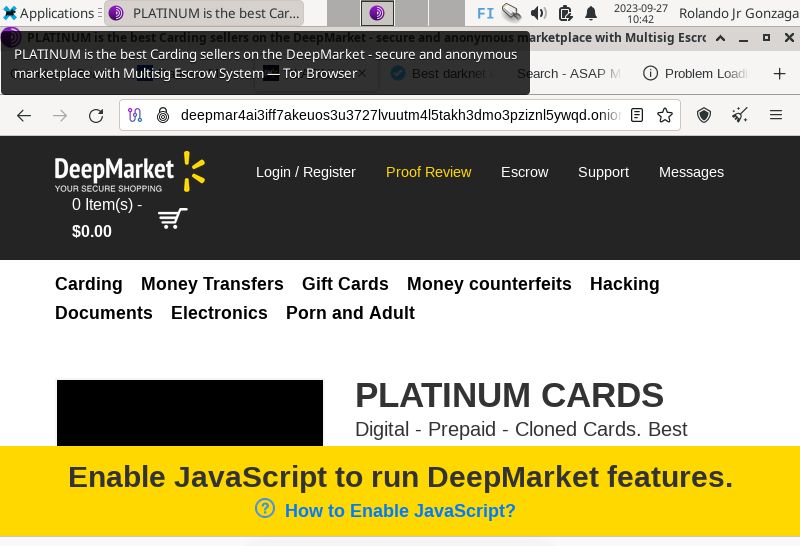 Applications
PLATINUM is the best Car...
FI
2023-09-27
10:42
Rolando Jr Gonzaga
PLATINUM is the best Carding sellers on the DeepMarket - secure and anonymous marketplace with Multisig Escro
PLATINUM is the best Carding sellers on the DeepMarket - secure and anonymous
marketplace with Multisig Escrow System — Tor Browser
Best darknet
Search - ASAP M
Problem Loadi
deepmar4ai3iff7akeuos3u3727lvuutm4l5takh3dmo3pziznl5ywqd.onion
DeepMarket
YOUR SECURE SHOPPING
Login / Register
Proof Review
Escrow
Support
Messages
0 Item(s) -
$0.00
Carding
Money Transfers
Gift Cards
Money counterfeits
Hacking
Documents
Electronics
Porn and Adult
PLATINUM CARDS
Digital - Prepaid - Cloned Cards. Best
Enable JavaScript to run DeepMarket features.
How to Enable JavaScript?